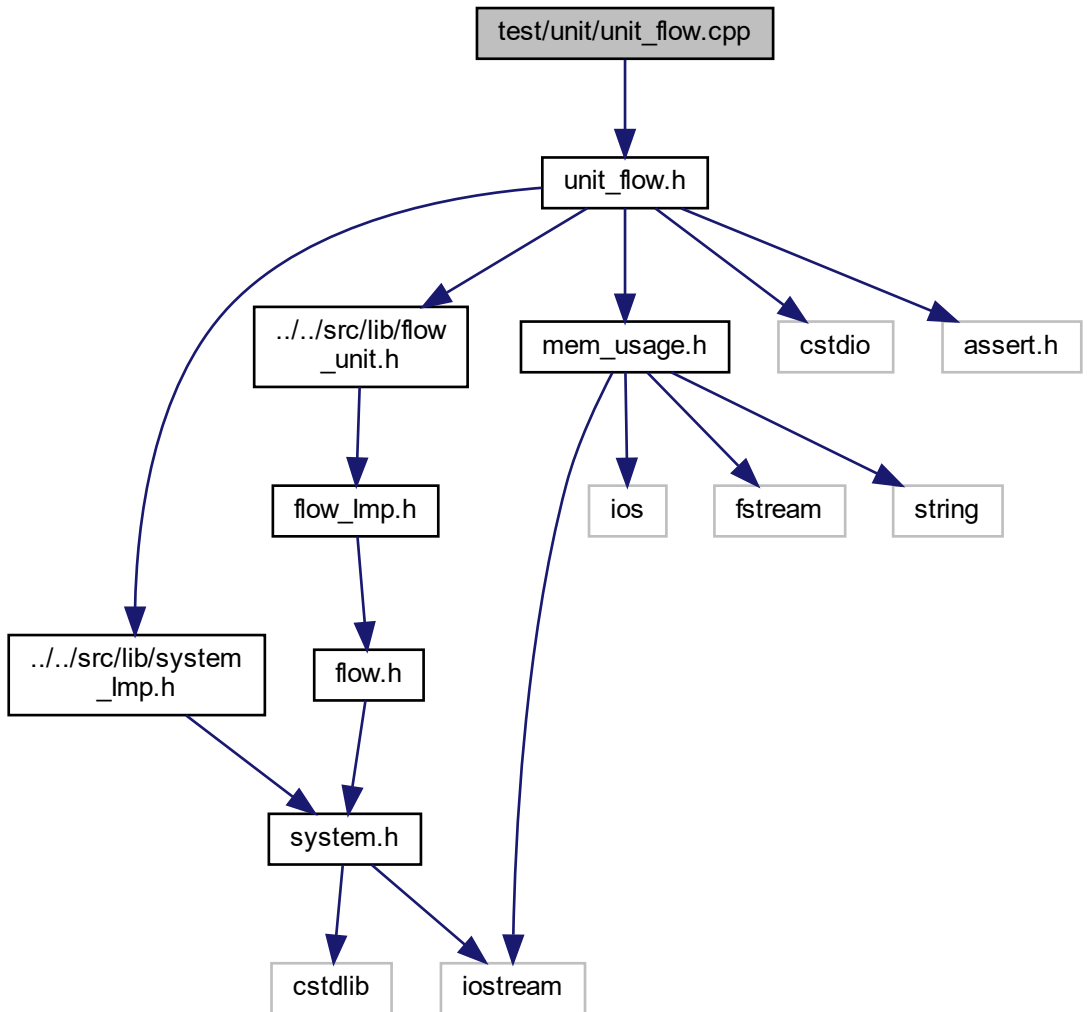 test/unit/unit_flow.cpp
unit_flow.h
../../src/lib/flow
_unit.h
mem_usage.h
cstdio
assert.h
flow_Imp.h
ios
fstream
string
../../src/lib/system
_Imp.h
flow.h
system.h
cstdlib
iostream